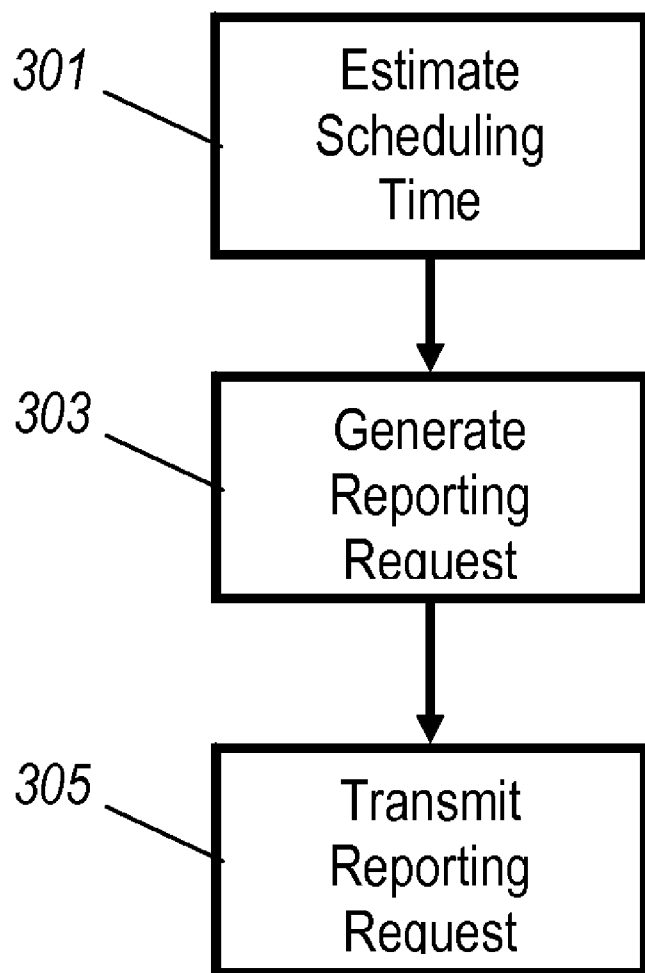 301
Estimate
Scheduling
Time
303
Generate
Reporting
Request
305
Transmit
Reporting
Request